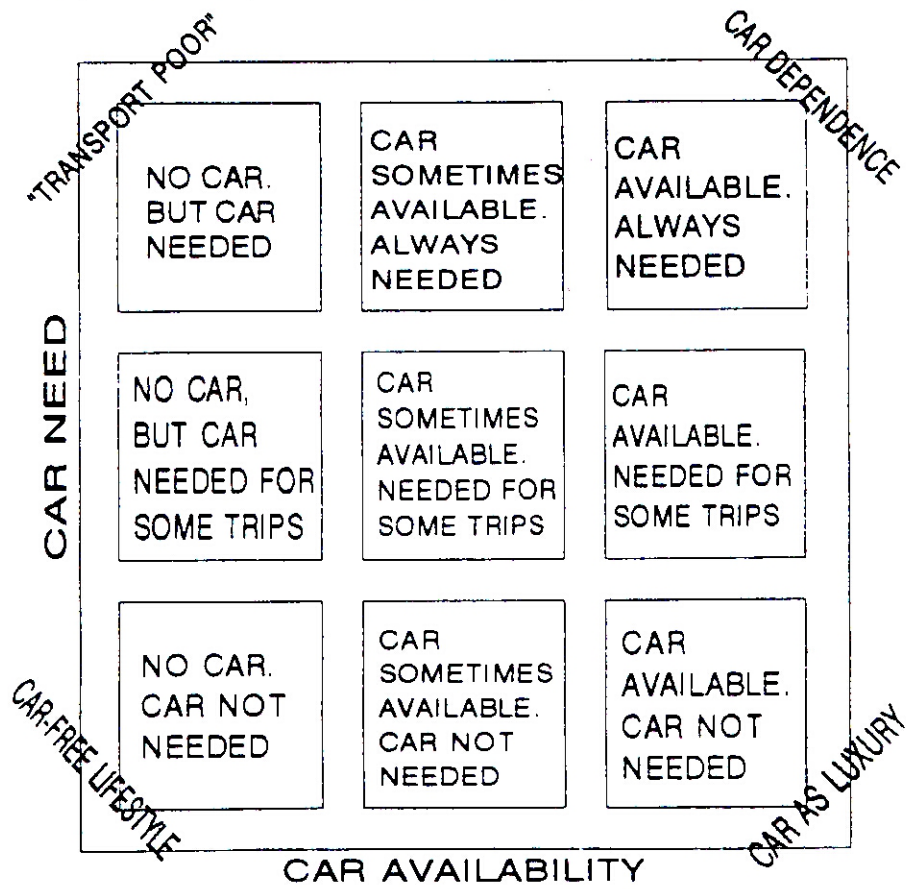 "TRANSPORT POOR"
CAR DEPENDENCE
NO CAR.
BUT CAR
NEEDED
CAR
SOMETIMES
AVAILABLE.
ALWAYS
NEEDED
CAR
AVAILABLE.
ALWAYS
NEEDED
CAR NEED
NO CAR,
BUT CAR
NEEDED FOR
SOME TRIPS
CAR
SOMETIMES
AVAILABLE.
NEEDED FOR
SOME TRIPS
CAR
AVAILABLE.
NEEDED FOR
SOME TRIPS
NO CAR.
CAR NOT
NEEDED
CAR
SOMETIMES
AVAILABLE.
CAR NOT
NEEDED
CAR
AVAILABLE.
CAR NOT
NEEDED
CAR-FREE LIFESTYLE
CAR AS LUXURY
CAR AVAILABILITY